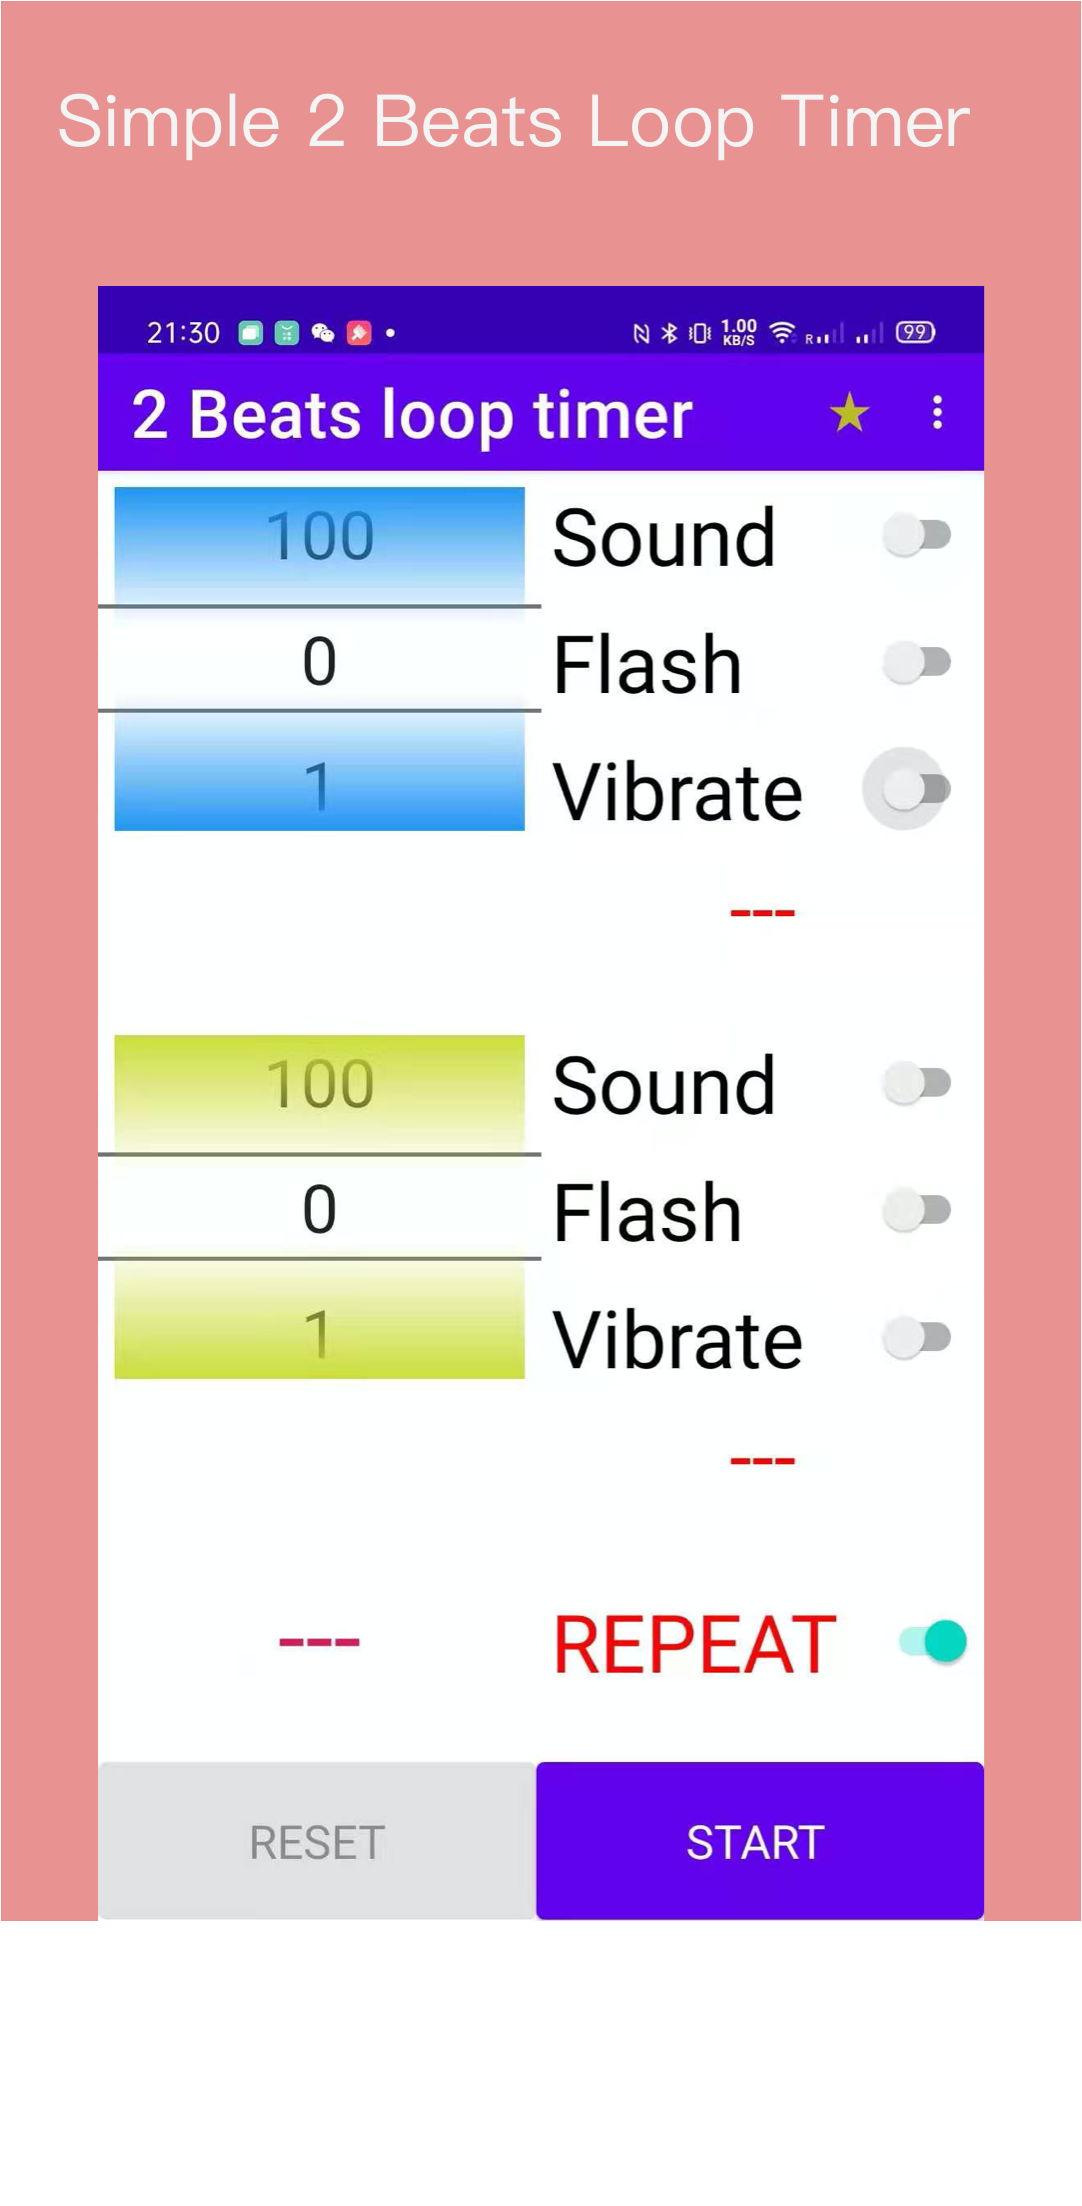 Simple 2 Beats Loop Timer
21:30 1.00 KB/S R 99
2 Beats loop timer
100 Sound
0 Flash
1 Vibrate
---
100 Sound
0 Flash
1 Vibrate
---
--- REPEAT
RESET START